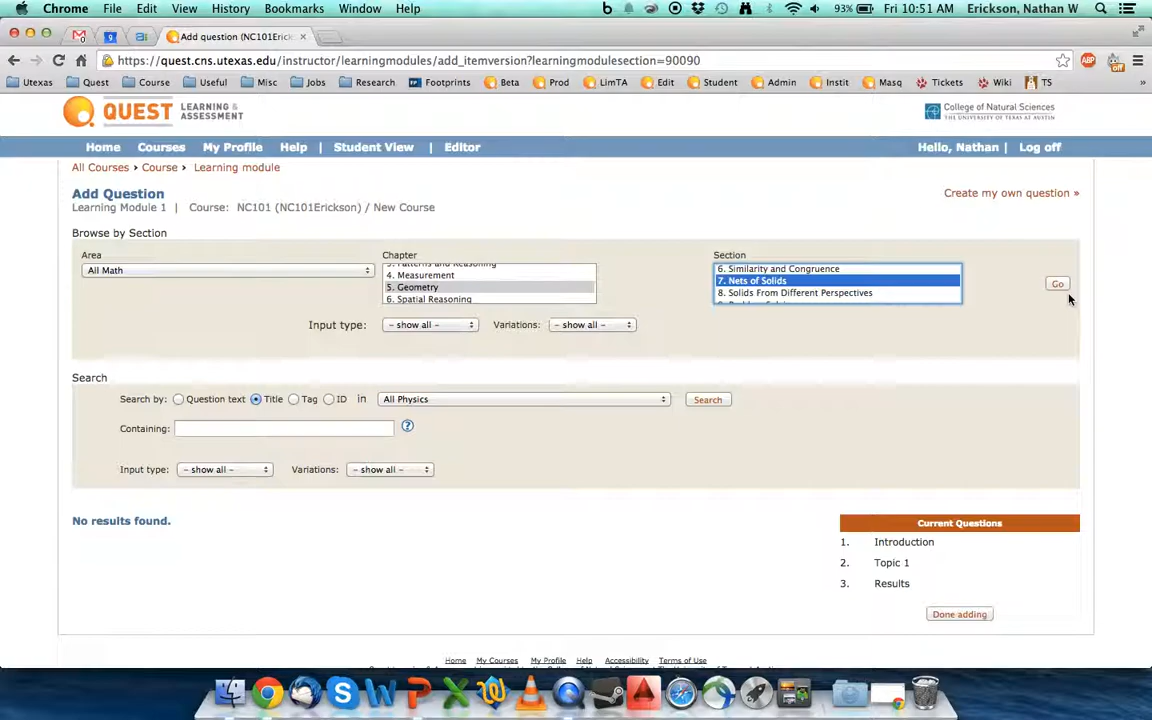 Chrome File Edit View History Bookmarks Window Help 93% Fri 10:51 AM Erickson, Nathan W
Add question (NC101Erick
https://quest.cns.utexas.edu/instructor/learningmodules/add_itemversion?learningmodulesection=90090
Utexas Quest Course Useful Misc Jobs Research Footprints Beta Prod LimTA Edit Student Admin Instit Masq Tickets Wiki TS
QUEST LEARNING & ASSESSMENT
College of Natural Sciences
THE UNIVERSITY OF TEXAS AT AUSTIN
Home Courses My Profile Help | Student View | Editor Hello, Nathan | Log off
All Courses › Course › Learning module
Add Question
Create my own question »
Learning Module 1 | Course: NC101 (NC101Erickson) / New Course
Browse by Section
Area Chapter Section
All Math
3. Patterns and Reasoning
4. Measurement
5. Geometry
6. Spatial Reasoning
6. Similarity and Congruence
7. Nets of Solids
8. Solids From Different Perspectives
Go
Input type: - show all - Variations: - show all -
Search
Search by: Question text Title Tag ID in All Physics Search
Containing: ?
Input type: - show all - Variations: - show all -
No results found.
Current Questions
1. Introduction
2. Topic 1
3. Results
Done adding
Home My Courses My Profile Help Accessibility Terms of Use